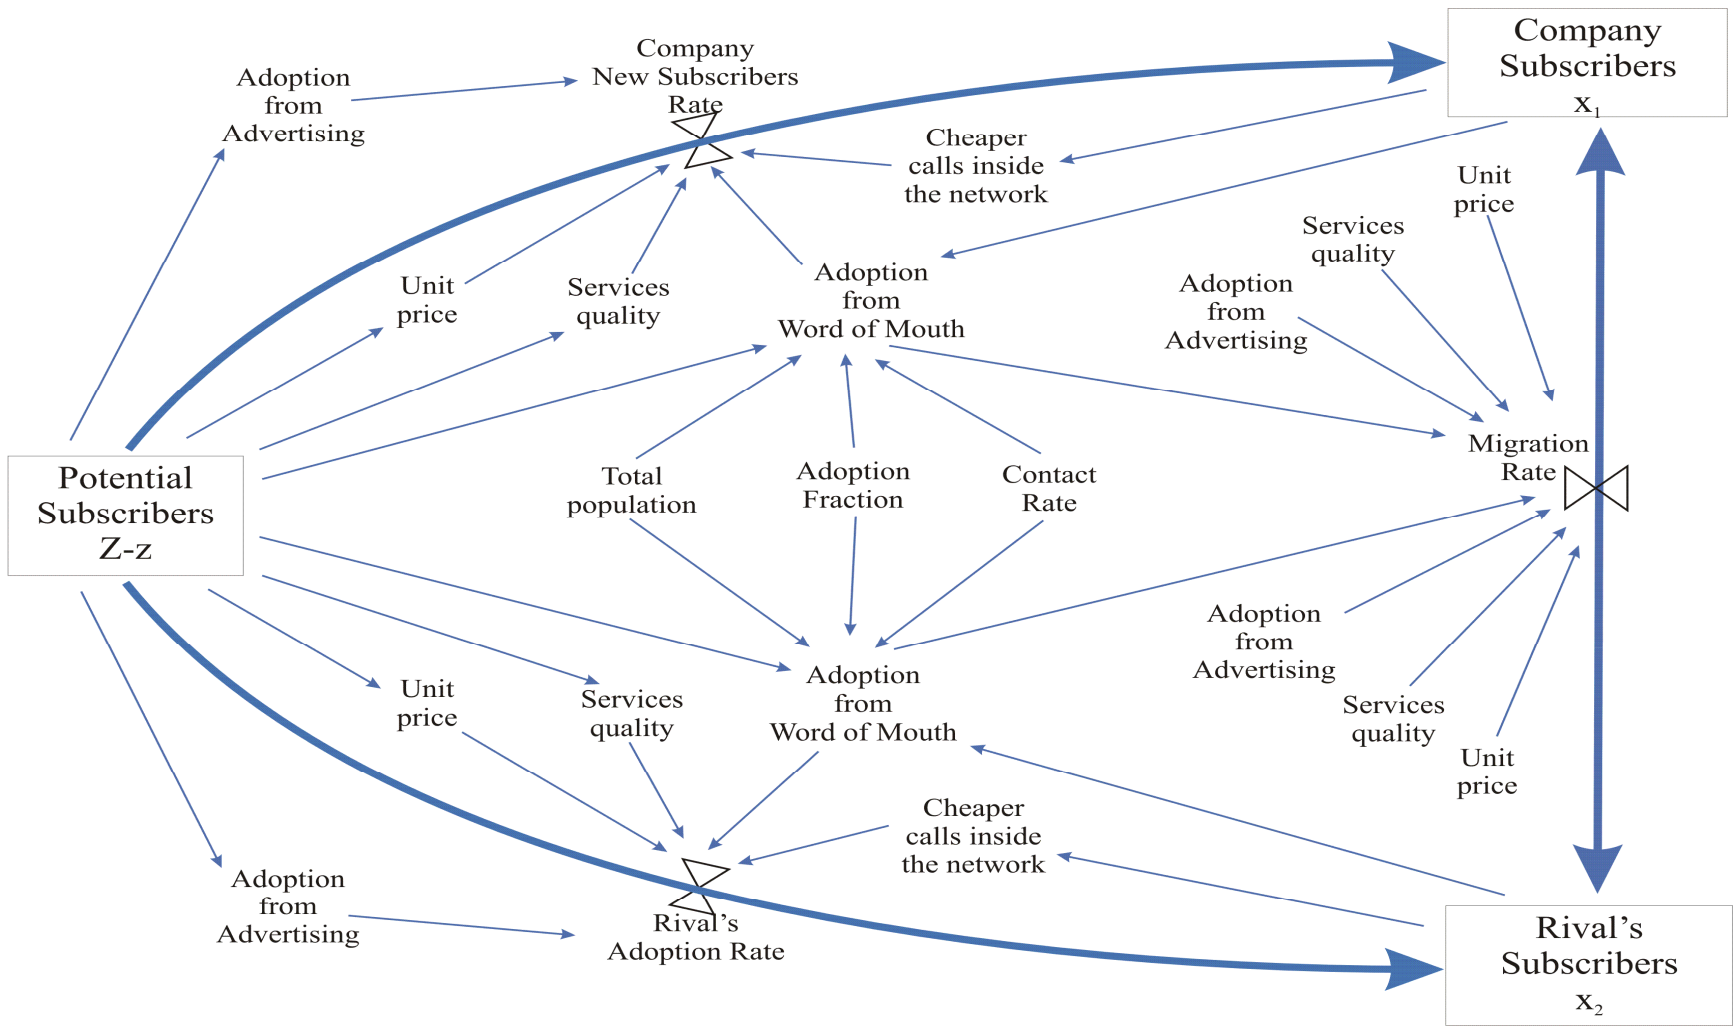 Company
Subscribers
x1
Company
New Subscribers
Rate
Adoption
from
Advertising
Cheaper
calls inside
the network
Unit
price
Services
quality
Adoption
from
Advertising
Unit
price
Services
quality
Adoption
from
Word of Mouth
Migration
Rate
Potential
Subscribers
Z-z
Total
population
Adoption
Fraction
Contact
Rate
Adoption
from
Advertising
Services
quality
Unit
price
Unit
price
Services
quality
Adoption
from
Word of Mouth
Cheaper
calls inside
the network
Adoption
from
Advertising
Rival's
Adoption Rate
Rival's
Subscribers
x2